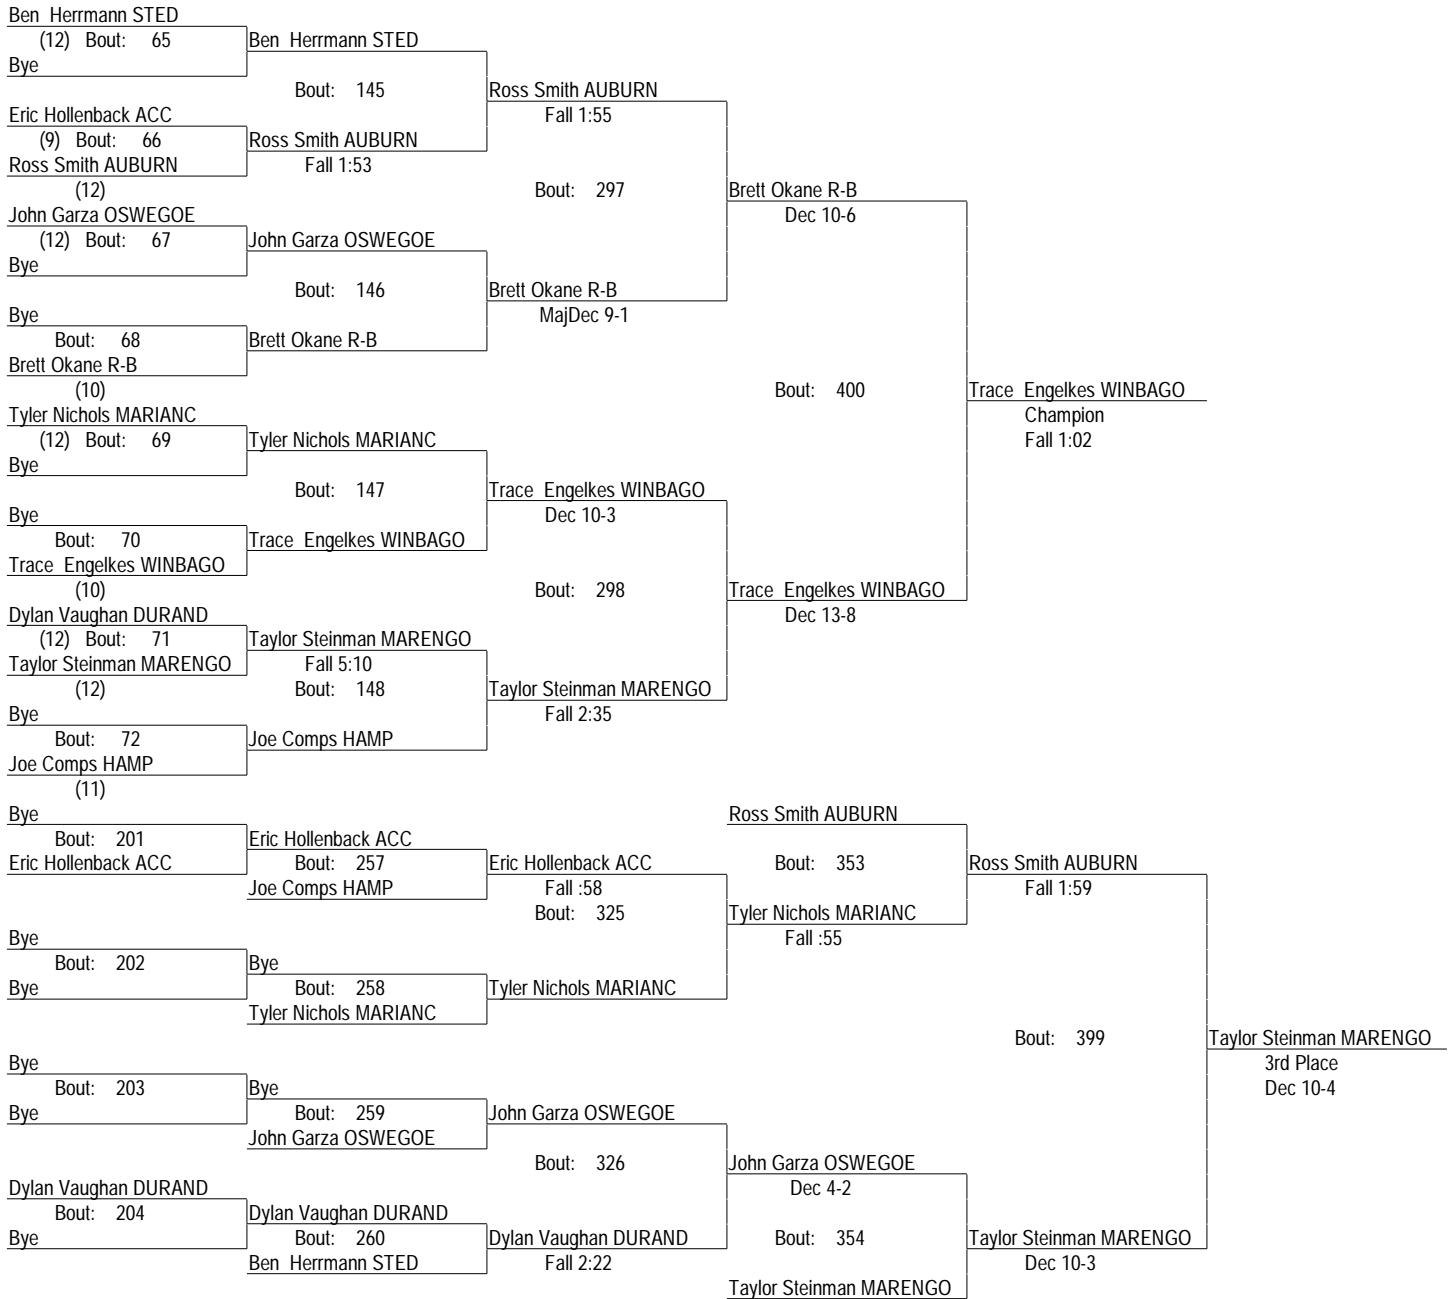 Ben Herrmann STED
(12) Bout: 65
Ben Herrmann STED
Bye
Bout: 145
Ross Smith AUBURN
Eric Hollenback ACC
Fall 1:55
(9) Bout: 66
Ross Smith AUBURN
Ross Smith AUBURN
Fall 1:53
(12)
Bout: 297
Brett Okane R-B
John Garza OSWEGOE
Dec 10-6
(12) Bout: 67
John Garza OSWEGOE
Bye
Bout: 146
Brett Okane R-B
Bye
MajDec 9-1
Bout: 68
Brett Okane R-B
Brett Okane R-B
(10)
Bout: 400
Trace Engelkes WINBAGO
Tyler Nichols MARIANC
Champion
(12) Bout: 69
Tyler Nichols MARIANC
Fall 1:02
Bye
Bout: 147
Trace Engelkes WINBAGO
Bye
Dec 10-3
Bout: 70
Trace Engelkes WINBAGO
Trace Engelkes WINBAGO
(10)
Bout: 298
Trace Engelkes WINBAGO
Dylan Vaughan DURAND
Dec 13-8
(12) Bout: 71
Taylor Steinman MARENGO
Taylor Steinman MARENGO
Fall 5:10
(12)
Bout: 148
Taylor Steinman MARENGO
Bye
Fall 2:35
Bout: 72
Joe Comps HAMP
Joe Comps HAMP
(11)
Bye
Ross Smith AUBURN
Bout: 201
Eric Hollenback ACC
Eric Hollenback ACC
Bout: 257
Eric Hollenback ACC
Bout: 353
Ross Smith AUBURN
Joe Comps HAMP
Fall :58
Fall 1:59
Bout: 325
Tyler Nichols MARIANC
Bye
Fall :55
Bout: 202
Bye
Bye
Bout: 258
Tyler Nichols MARIANC
Tyler Nichols MARIANC
Bout: 399
Taylor Steinman MARENGO
Bye
3rd Place
Bout: 203
Bye
Dec 10-4
Bye
Bout: 259
John Garza OSWEGOE
John Garza OSWEGOE
Bout: 326
John Garza OSWEGOE
Dylan Vaughan DURAND
Dec 4-2
Bout: 204
Dylan Vaughan DURAND
Bye
Bout: 260
Dylan Vaughan DURAND
Bout: 354
Taylor Steinman MARENGO
Ben Herrmann STED
Fall 2:22
Dec 10-3
Taylor Steinman MARENGO